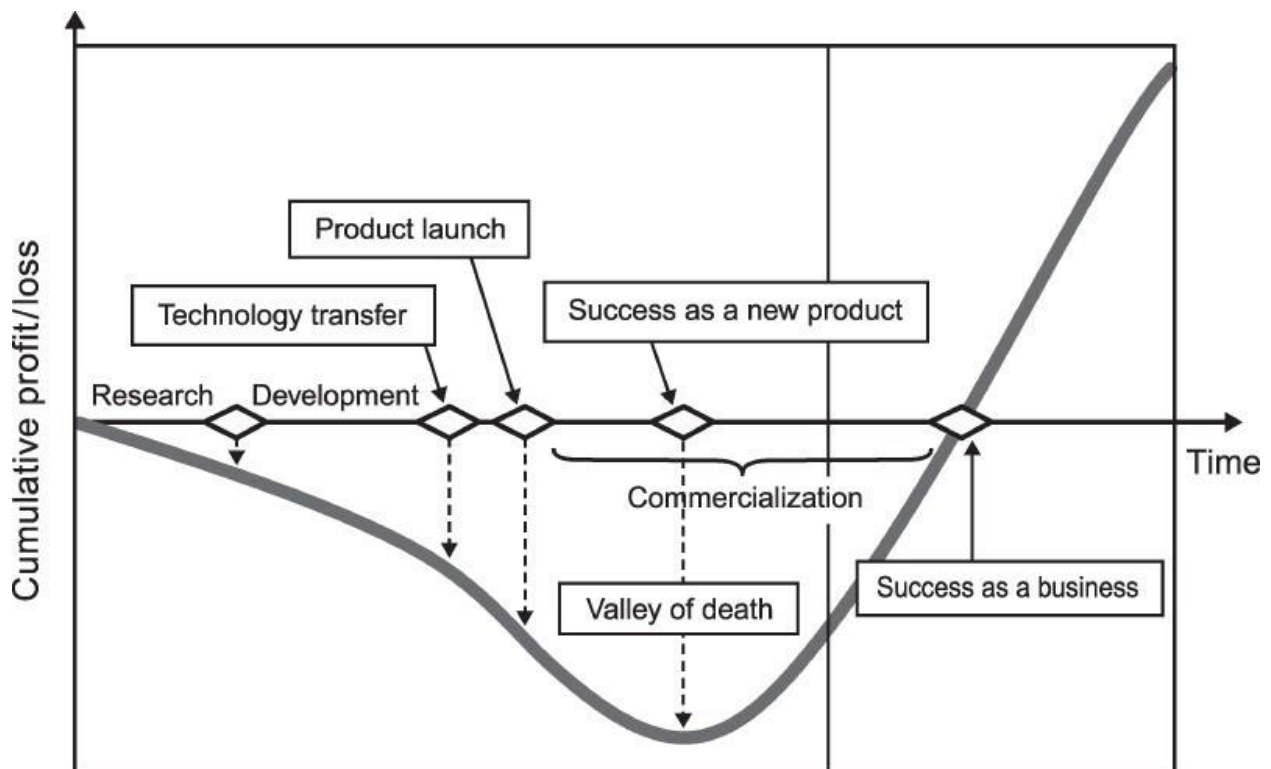 Cumulative profit/loss
Product launch
Technology transfer
Success as a new product
Research
Development
Time
Commercialization
Valley of death
Success as a business